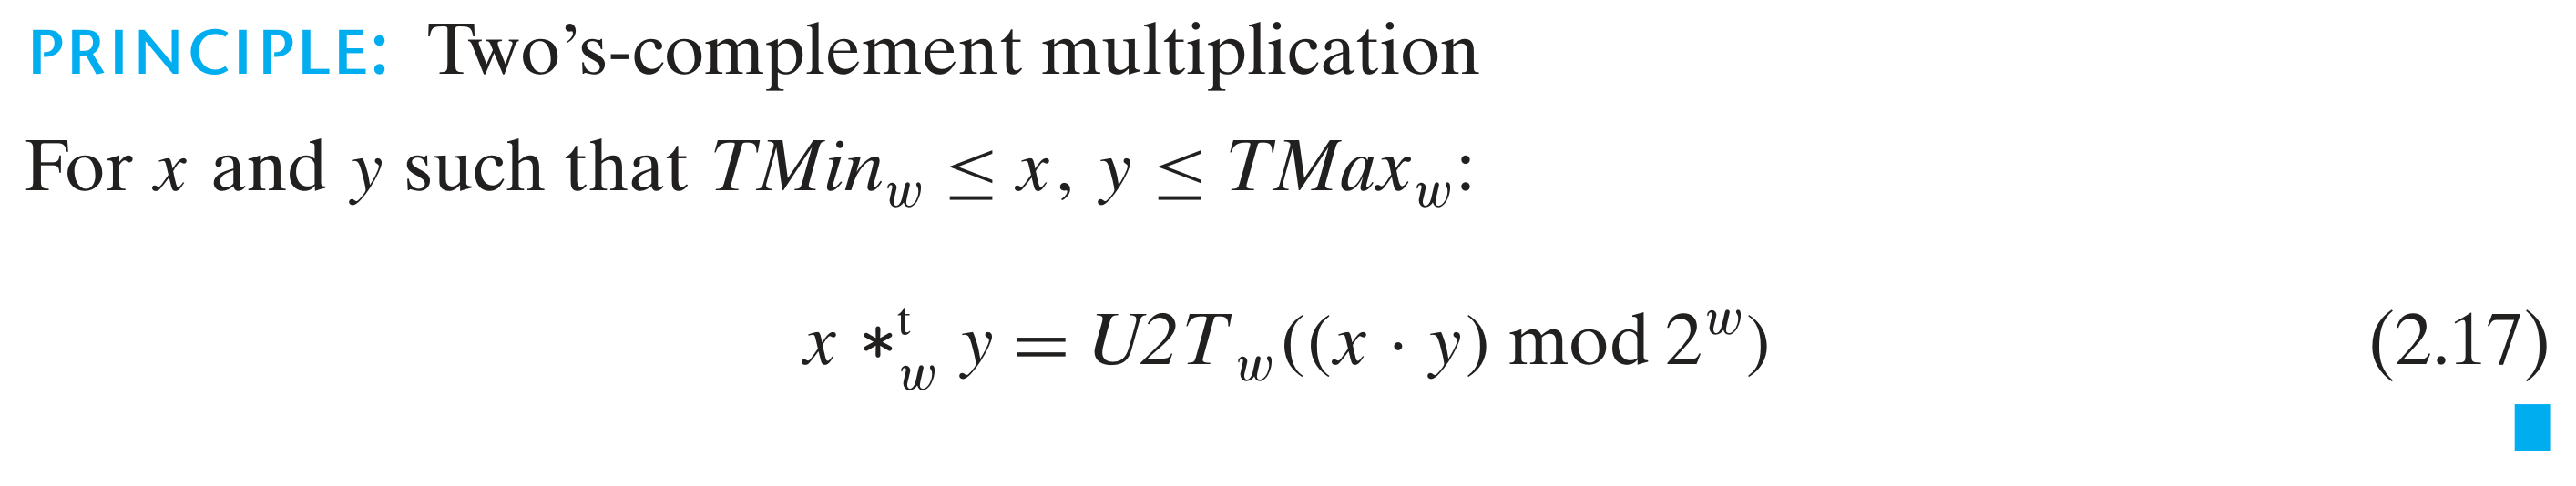 PRINCIPLE: Two’s-complement multiplication
For x and y such that TMin_w ≤ x, y ≤ TMax_w:
x *^t_w y = U2T_w((x · y) mod 2^w) (2.17)